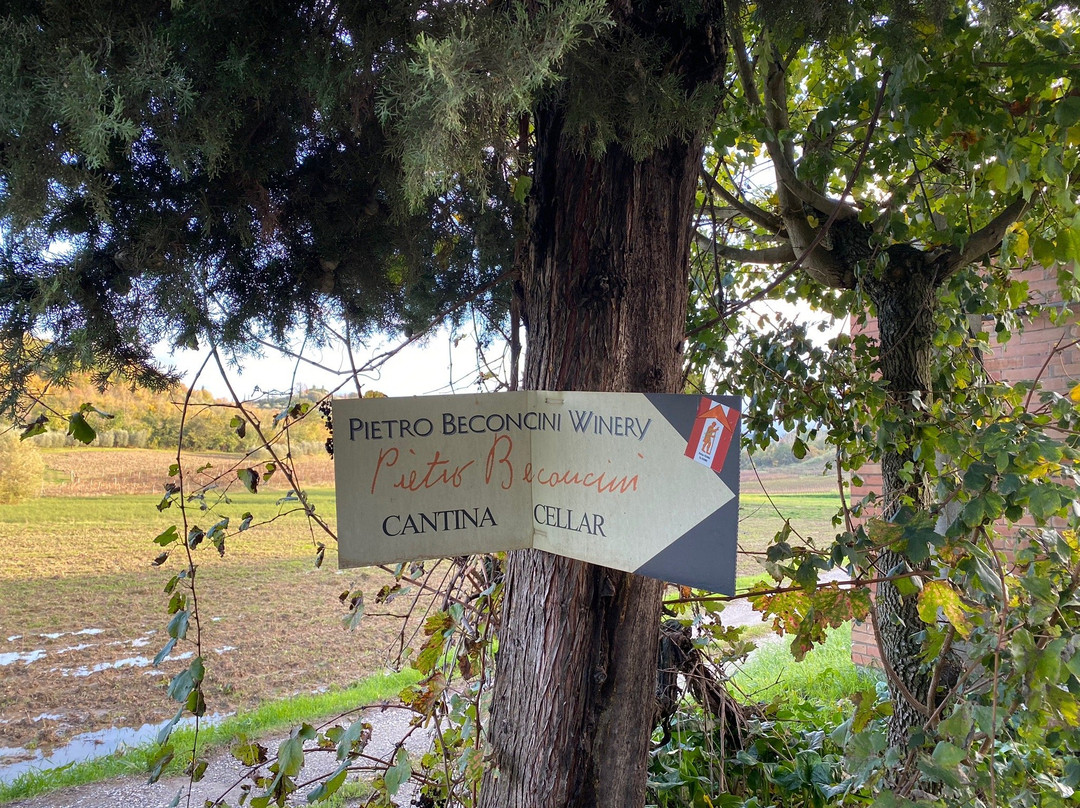 PIETRO BECONCINI WINERY
Pietro Beconcini
CANTINA CELLAR